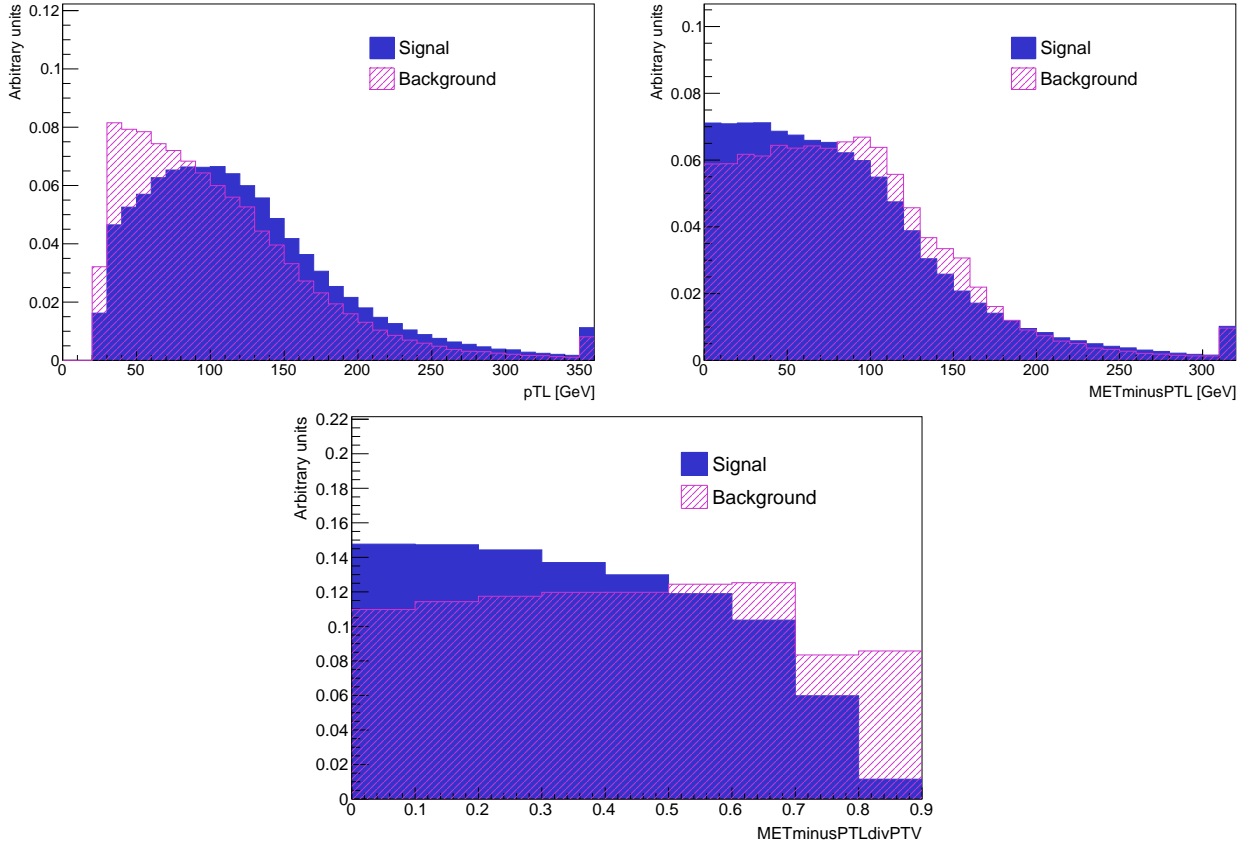 Arbitrary units
0.12
0.1
0.08
0.06
0.04
0.02
0
Signal
Background
0 50 100 150 200 250 300 350
pTL [GeV]
Arbitrary units
0.1
0.08
0.06
0.04
0.02
0
Signal
Background
0 50 100 150 200 250 300
METminusPTL [GeV]
Arbitrary units
0.22
0.2
0.18
0.16
0.14
0.12
0.1
0.08
0.06
0.04
0.02
0
Signal
Background
0 0.1 0.2 0.3 0.4 0.5 0.6 0.7 0.8 0.9
METminusPTLdivPTV